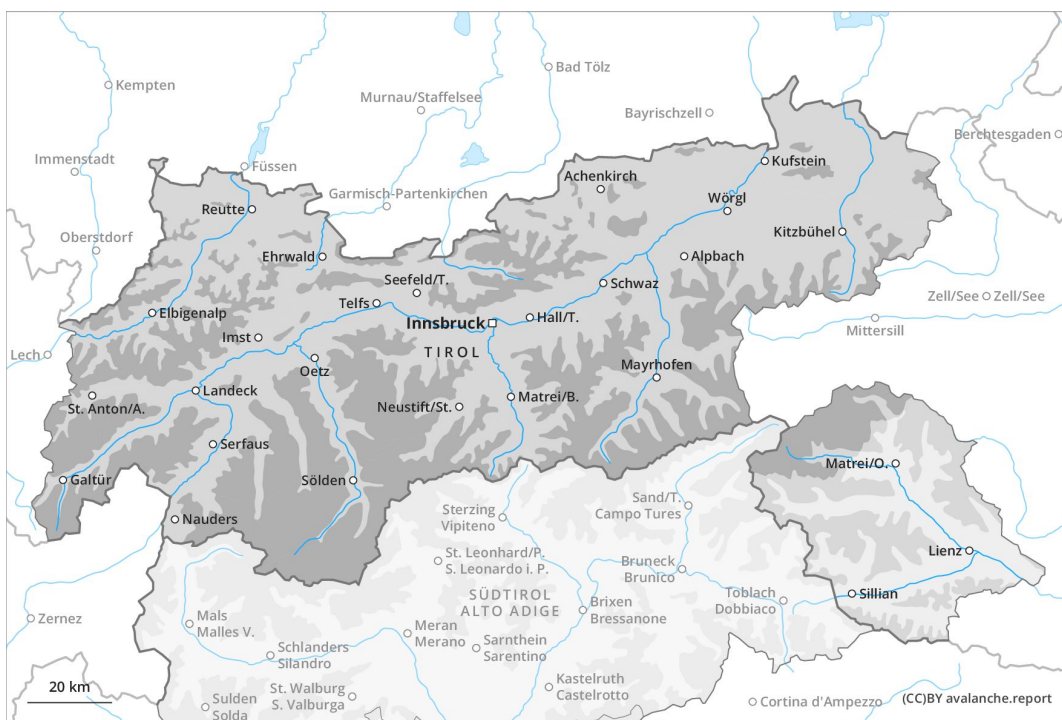 Kempten
Bad Tölz
Murnau/Staffelsee
Bayrischzell
Berchtesgaden
Immenstadt
Füssen
Kufstein
Garmisch-Partenkirchen
Achenkirch
Reutte
Wörgl
Oberstdorf
Kitzbühel
Ehrwald
Alpbach
Seefeld/T.
Schwaz
Zell/See
Zell/See
Telfs
Elbigenalp
Innsbruck
Hall/T.
Mittersill
Imst
TIROL
Lech
Oetz
Mayrhofen
Landeck
St. Anton/A.
Neustift/St.
Matrei/B.
Serfaus
Matrei/O.
Galtür
Sölden
Sand/T.
Campo Tures
Nauders
Sterzing
Vipiteno
Lienz
St. Leonhard/P.
S. Leonardo i. P.
Bruneck
Brunico
SÜDTIROL
ALTO ADIGE
Sillian
Toblach
Dobbiaco
Zernez
Mals
Malles V.
Brixen
Bressanone
Meran
Merano
Sarnthein
Sarentino
Schlanders
Silandro
20 km
St. Walburg
S. Valburga
Kastelruth
Castelrotto
Sulden
Solda
Cortina d'Ampezzo
(CC)BY avalanche.report